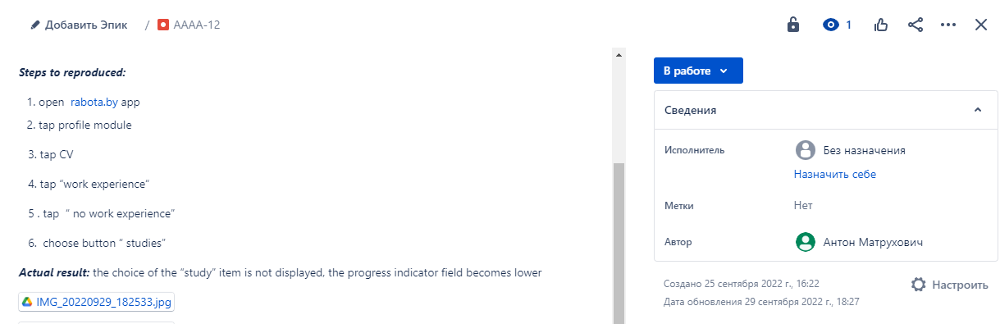 Добавить Эпик / АААА-12
1
Steps to reproduced:
1. open rabota.by app
2. tap profile module
3. tap CV
4. tap “work experience“
5 . tap “ no work experience”
6. choose button “ studies”
Actual result: the choice of the “study” item is not displayed, the progress indicator field becomes lower
IMG_20220929_182533.jpg
В работе
Сведения
Исполнитель Без назначения
Назначить себе
Метки Нет
Автор Антон Матрухович
Создано 25 сентября 2022 г., 16:22
Дата обновления 29 сентября 2022 г., 18:27
Настроить